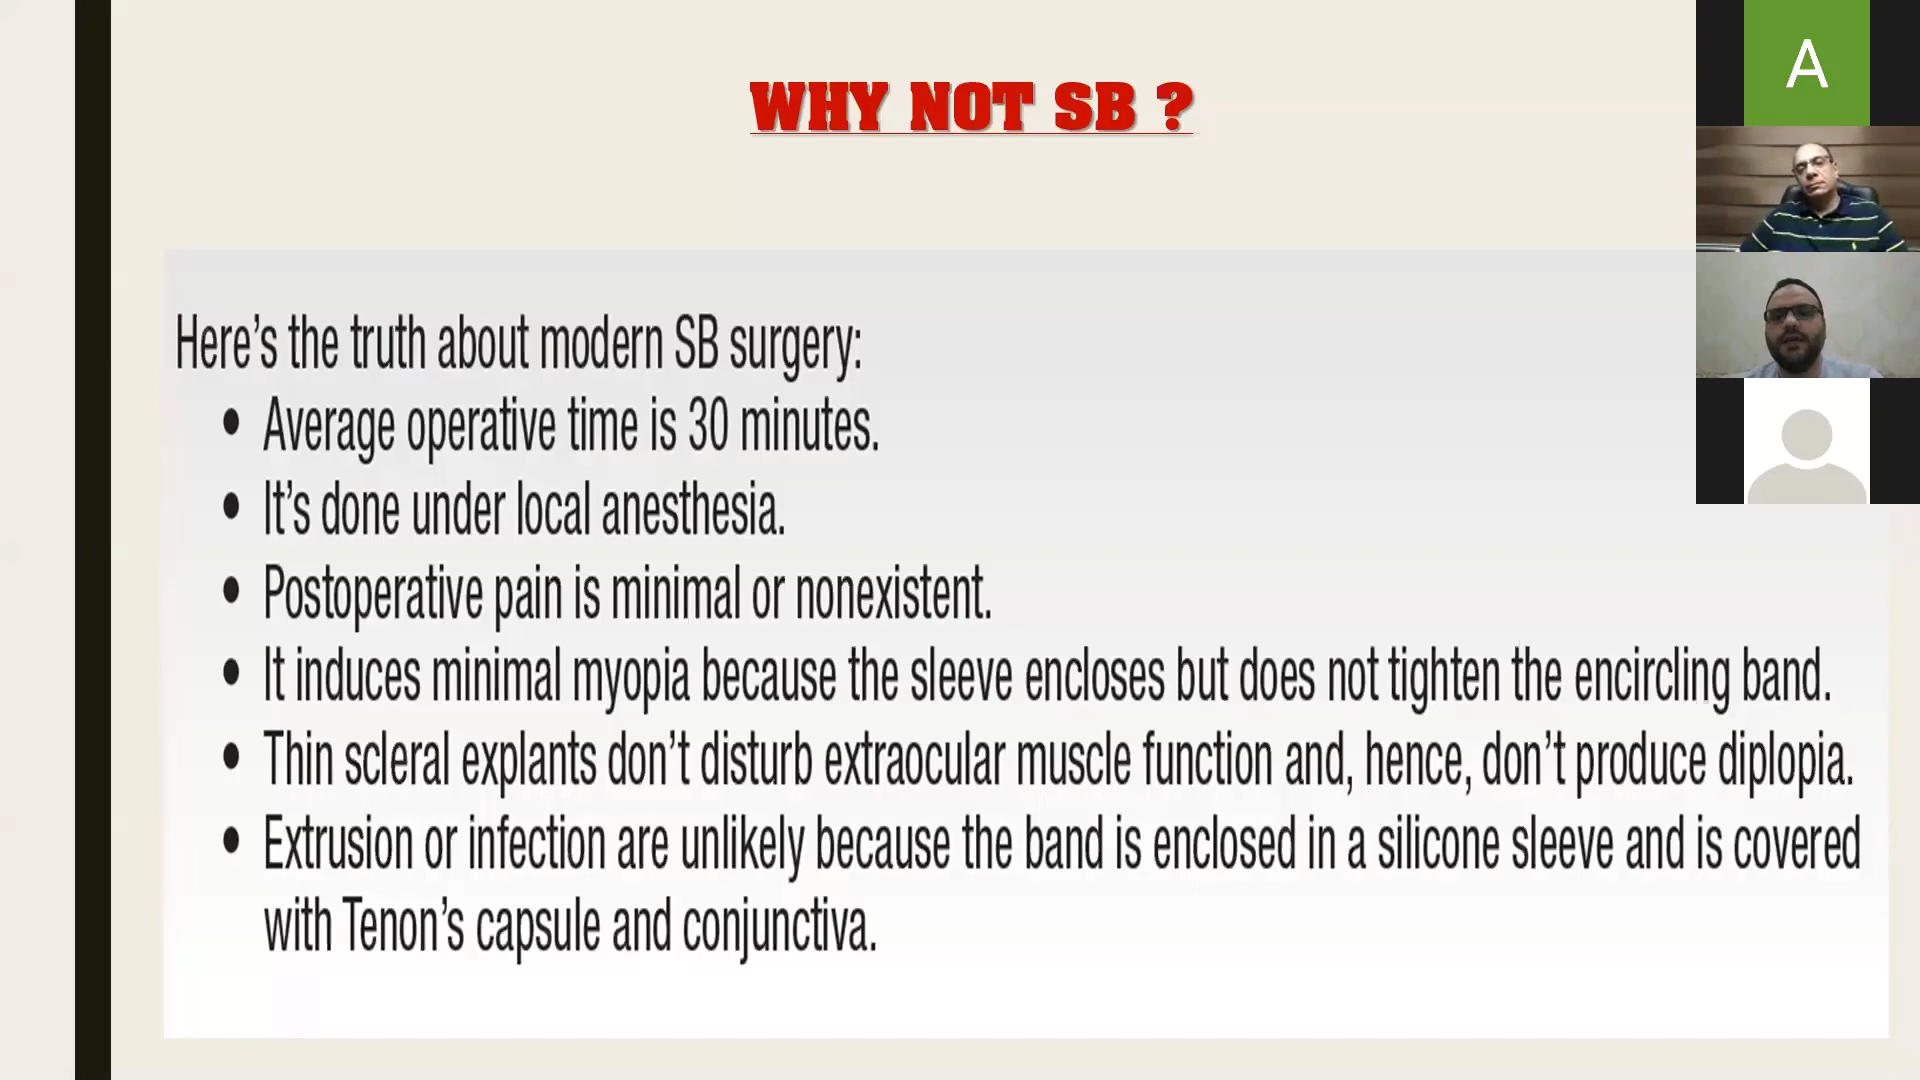 WHY NOT SB ?
A
Here’s the truth about modern SB surgery:
• Average operative time is 30 minutes.
• It’s done under local anesthesia.
• Postoperative pain is minimal or nonexistent.
• It induces minimal myopia because the sleeve encloses but does not tighten the encircling band.
• Thin scleral explants don’t disturb extraocular muscle function and, hence, don’t produce diplopia.
• Extrusion or infection are unlikely because the band is enclosed in a silicone sleeve and is covered
with Tenon’s capsule and conjunctiva.